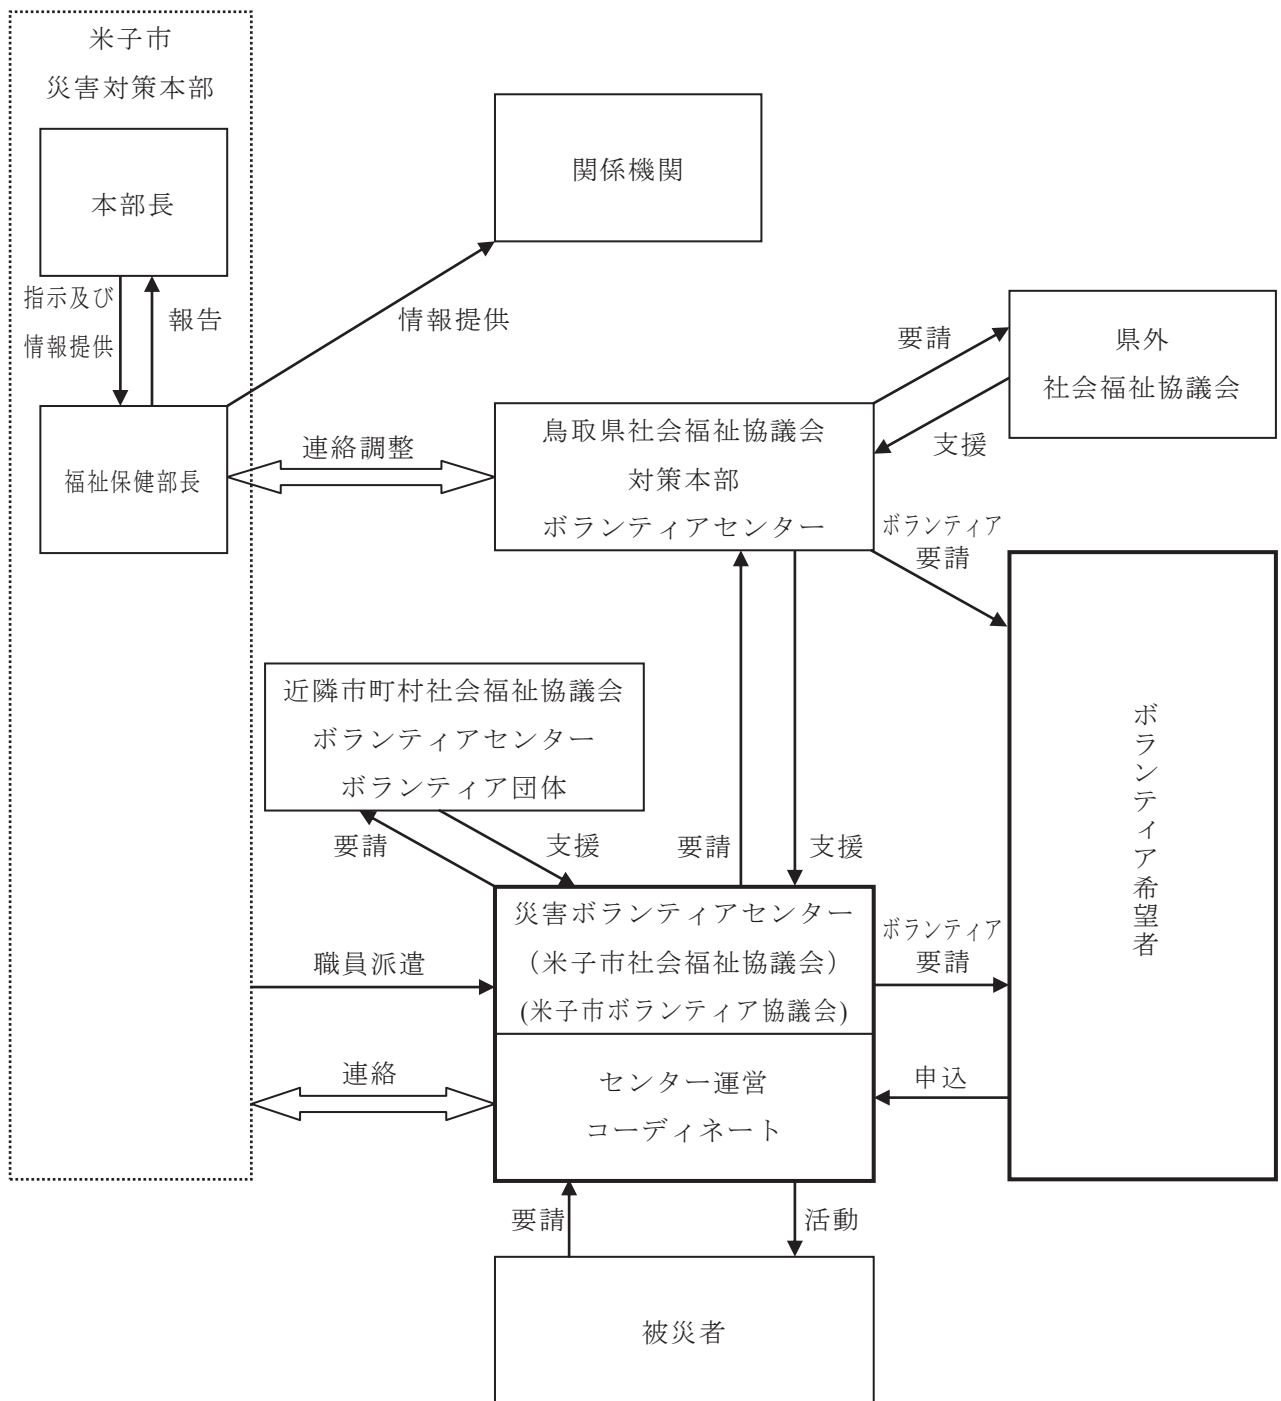 米子市
災害対策本部
本部長
指示及び
情報提供
報告
福祉保健部長
関係機関
情報提供
連絡調整
鳥取県社会福祉協議会
対策本部
ボランティアセンター
要請
支援
県外
社会福祉協議会
ボランティア
要請
ボランティア希望者
近隣市町村社会福祉協議会
ボランティアセンター
ボランティア団体
要請
支援
要請
支援
職員派遣
連絡
災害ボランティアセンター
（米子市社会福祉協議会）
(米子市ボランティア協議会)
センター運営
コーディネート
ボランティア
要請
申込
要請
活動
被災者